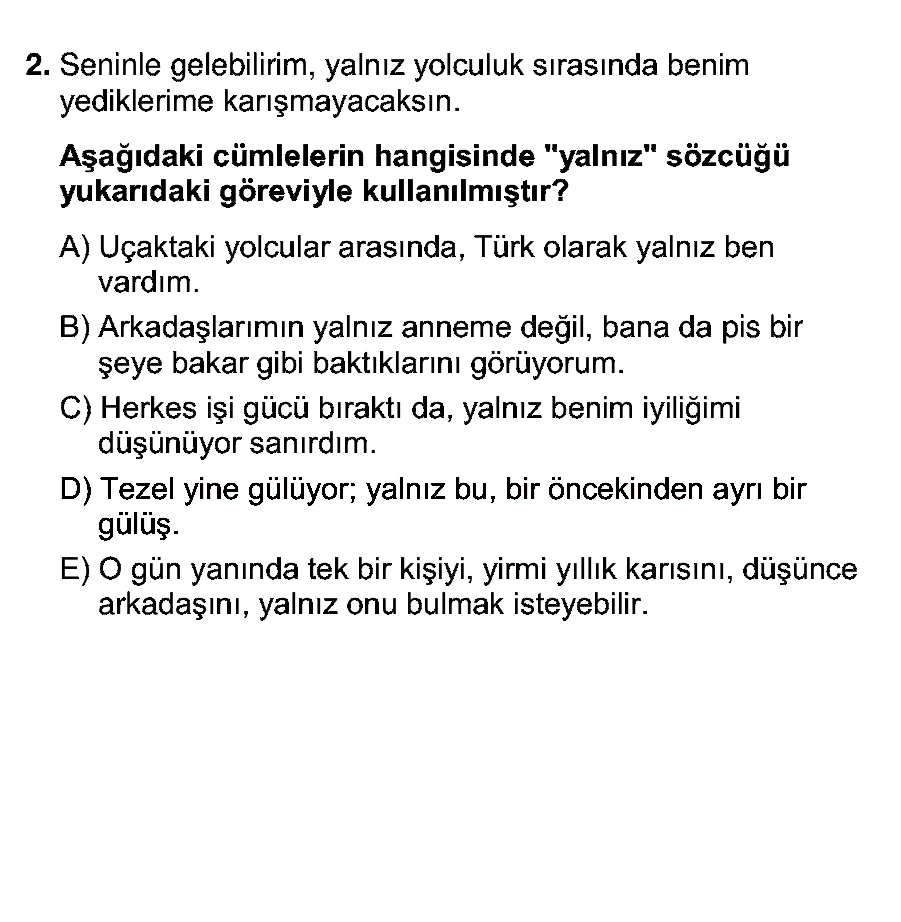 2. Seninle gelebilirim, yalnız yolculuk sırasında benim
yediklerime karışmayacaksın.
Aşağıdaki cümlelerin hangisinde "yalnız" sözcüğü
yukarıdaki göreviyle kullanılmıştır?
A) Uçaktaki yolcular arasında, Türk olarak yalnız ben
vardım.
B) Arkadaşlarımın yalnız anneme değil, bana da pis bir
şeye bakar gibi baktıklarını görüyorum.
C) Herkes işi gücü bıraktı da, yalnız benim iyiliğimi
düşünüyor sanırdım.
D) Tezel yine gülüyor; yalnız bu, bir öncekinden ayrı bir
gülüş.
E) O gün yanında tek bir kişiyi, yirmi yıllık karısını, düşünce
arkadaşını, yalnız onu bulmak isteyebilir.